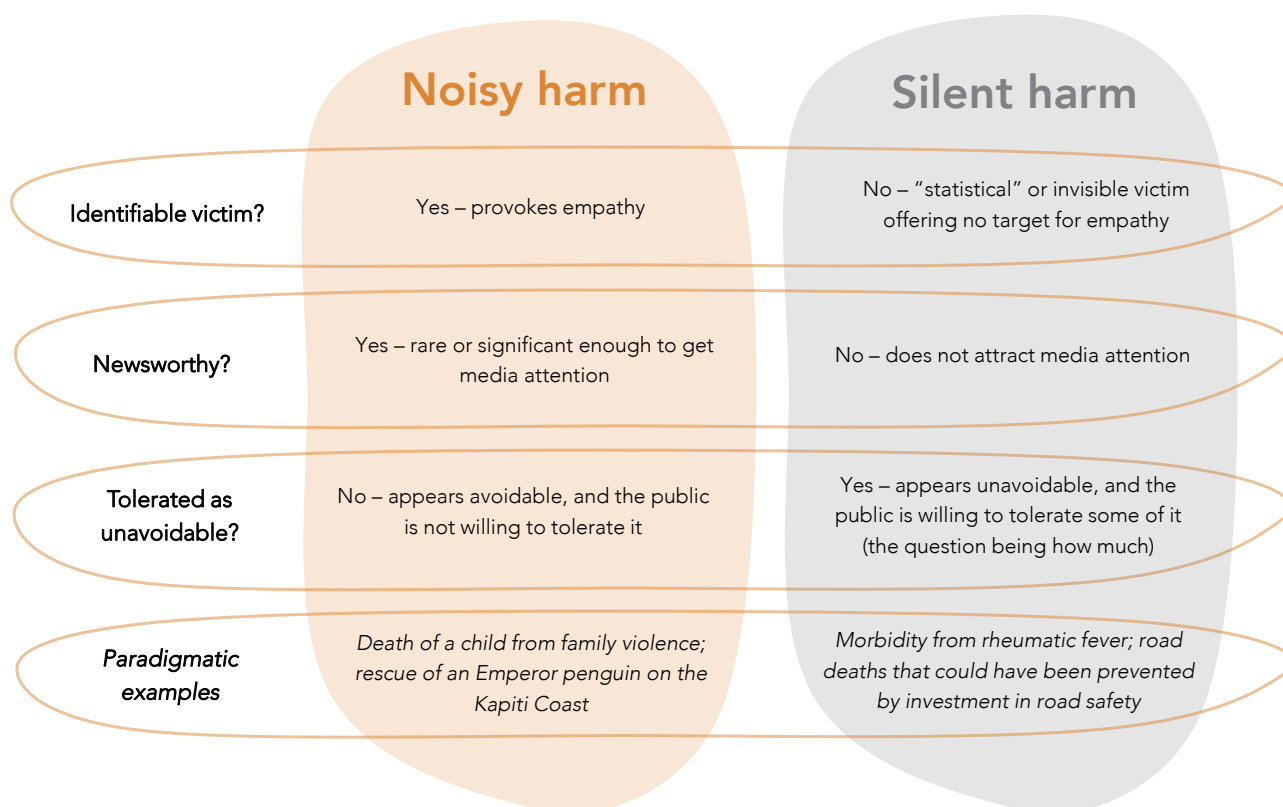 Noisy harm
Silent harm
Identifiable victim?
Yes – provokes empathy
No – “statistical” or invisible victim
offering no target for empathy
Newsworthy?
Yes – rare or significant enough to get
media attention
No – does not attract media attention
Tolerated as
unavoidable?
No – appears avoidable, and the public
is not willing to tolerate it
Yes – appears unavoidable, and the
public is willing to tolerate some of it
(the question being how much)
Paradigmatic
examples
Death of a child from family violence;
rescue of an Emperor penguin on the
Kapiti Coast
Morbidity from rheumatic fever; road
deaths that could have been prevented
by investment in road safety